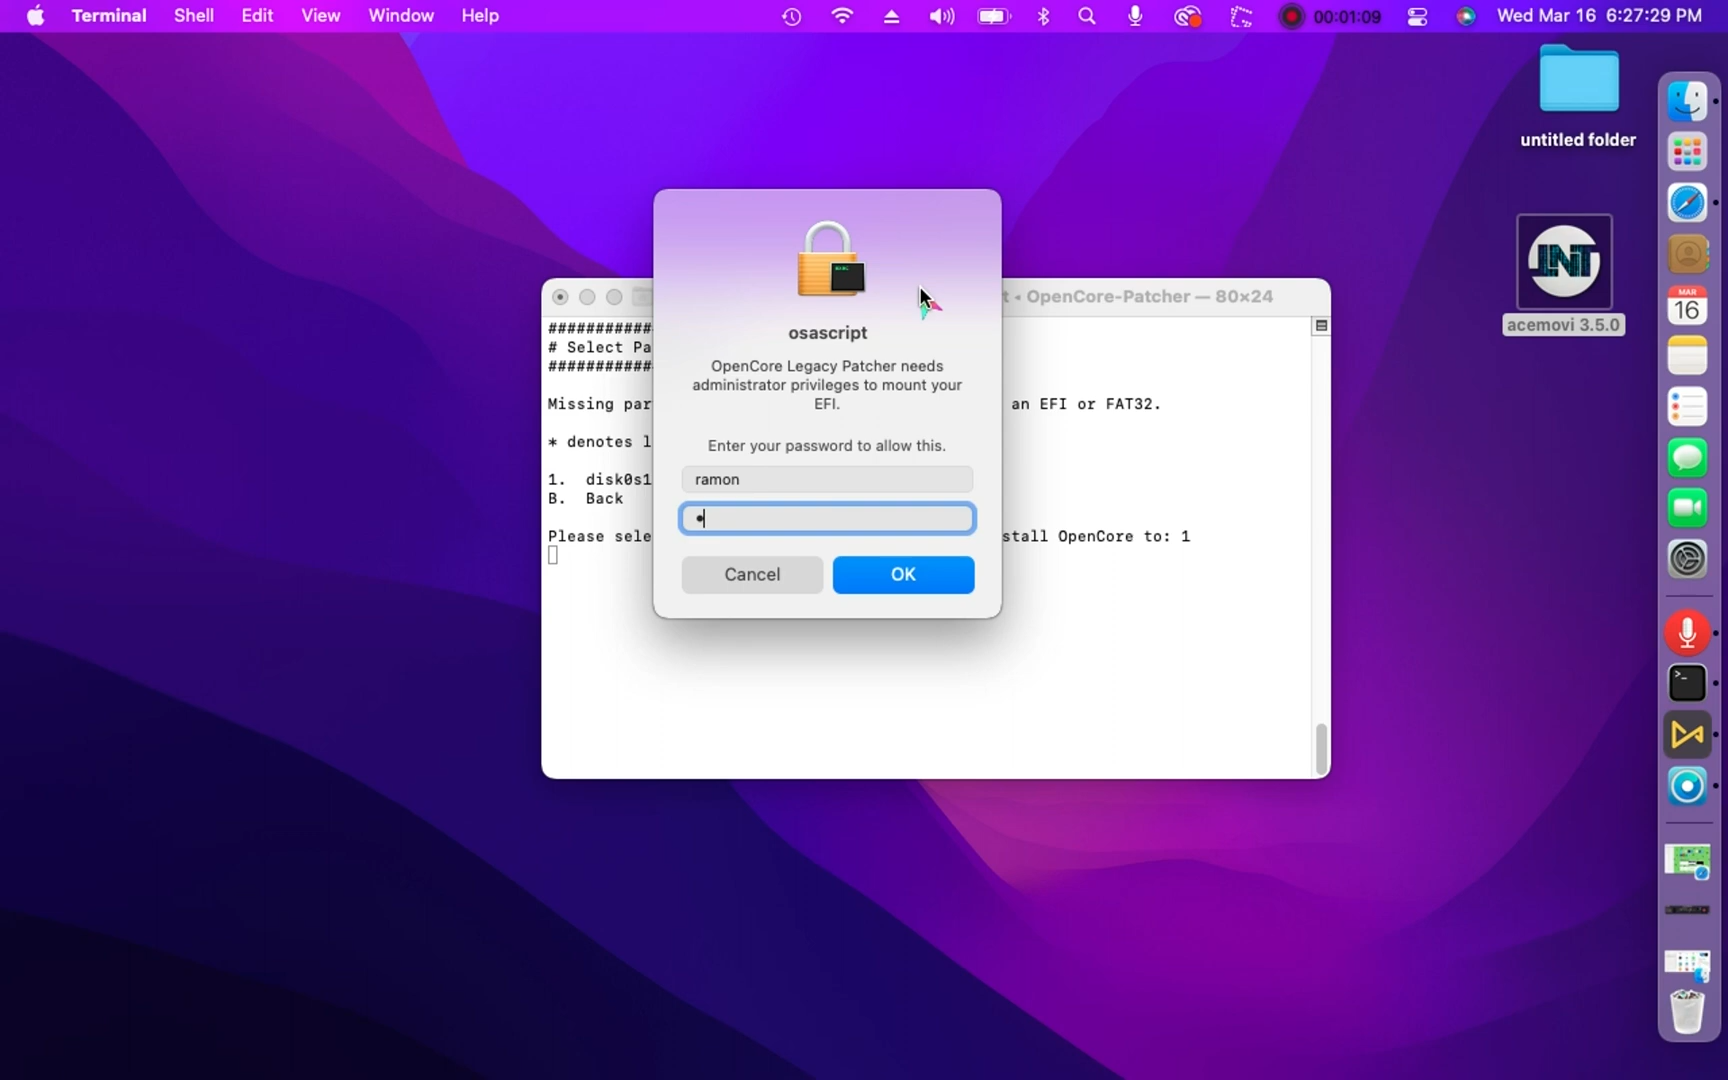 Terminal Shell Edit View Window Help 00:01:09 Wed Mar 16 6:27:29 PM
untitled folder
INT
acemovi 3.5.0
MAR
16
t ◂ OpenCore-Patcher — 80×24
osascript
OpenCore Legacy Patcher needs
administrator privileges to mount your
EFI.
Enter your password to allow this.
ramon
•
Cancel OK
###########
# Select Pa
###########
Missing par an EFI or FAT32.
* denotes l
1. disk0s1
B. Back
Please sele stall OpenCore to: 1